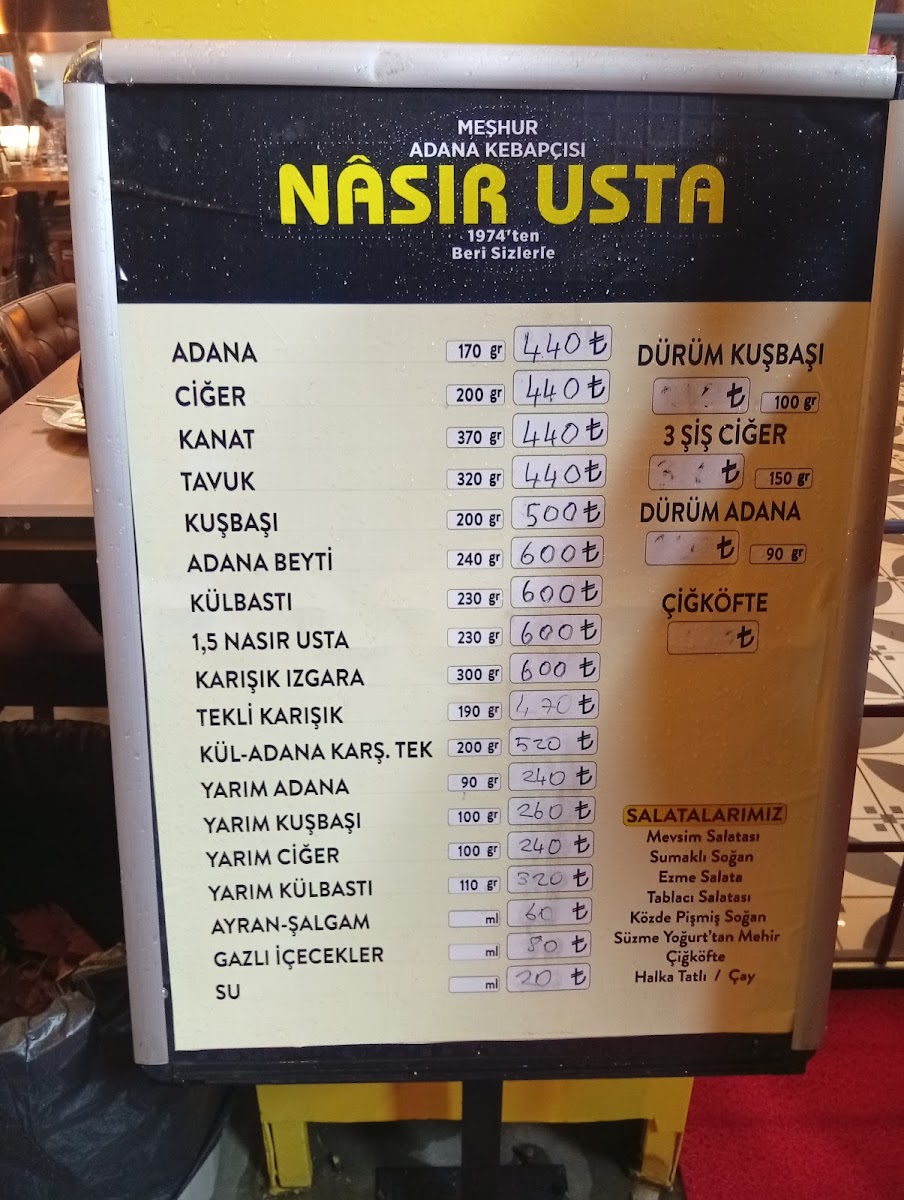 MEŞHUR
ADANA KEBAPÇISI
NÂSIR USTA
1974'ten
Beri Sizlerle
ADANA 170 gr 440 ₺
CİĞER 200 gr 440 ₺
KANAT 370 gr 440 ₺
TAVUK 320 gr 440 ₺
KUŞBAŞI 200 gr 500 ₺
ADANA BEYTİ 240 gr 600 ₺
KÜLBASTI 230 gr 600 ₺
1,5 NASIR USTA 230 gr 600 ₺
KARIŞIK IZGARA 300 gr 600 ₺
TEKLİ KARIŞIK 190 gr 470 ₺
KÜL-ADANA KARŞ. TEK 200 gr 520 ₺
YARIM ADANA 90 gr 240 ₺
YARIM KUŞBAŞI 100 gr 260 ₺
YARIM CİĞER 100 gr 240 ₺
YARIM KÜLBASTI 110 gr 320 ₺
AYRAN-ŞALGAM ml 60 ₺
GAZLI İÇECEKLER ml 80 ₺
SU ml 20 ₺
DÜRÜM KUŞBAŞI
₺ 100 gr
3 ŞİŞ CİĞER
₺ 150 gr
DÜRÜM ADANA
₺ 90 gr
ÇİĞKÖFTE
₺
SALATALARIMIZ
Mevsim Salatası
Sumaklı Soğan
Ezme Salata
Tablacı Salatası
Közde Pişmiş Soğan
Süzme Yoğurt'tan Mehir
Çiğköfte
Halka Tatlı / Çay